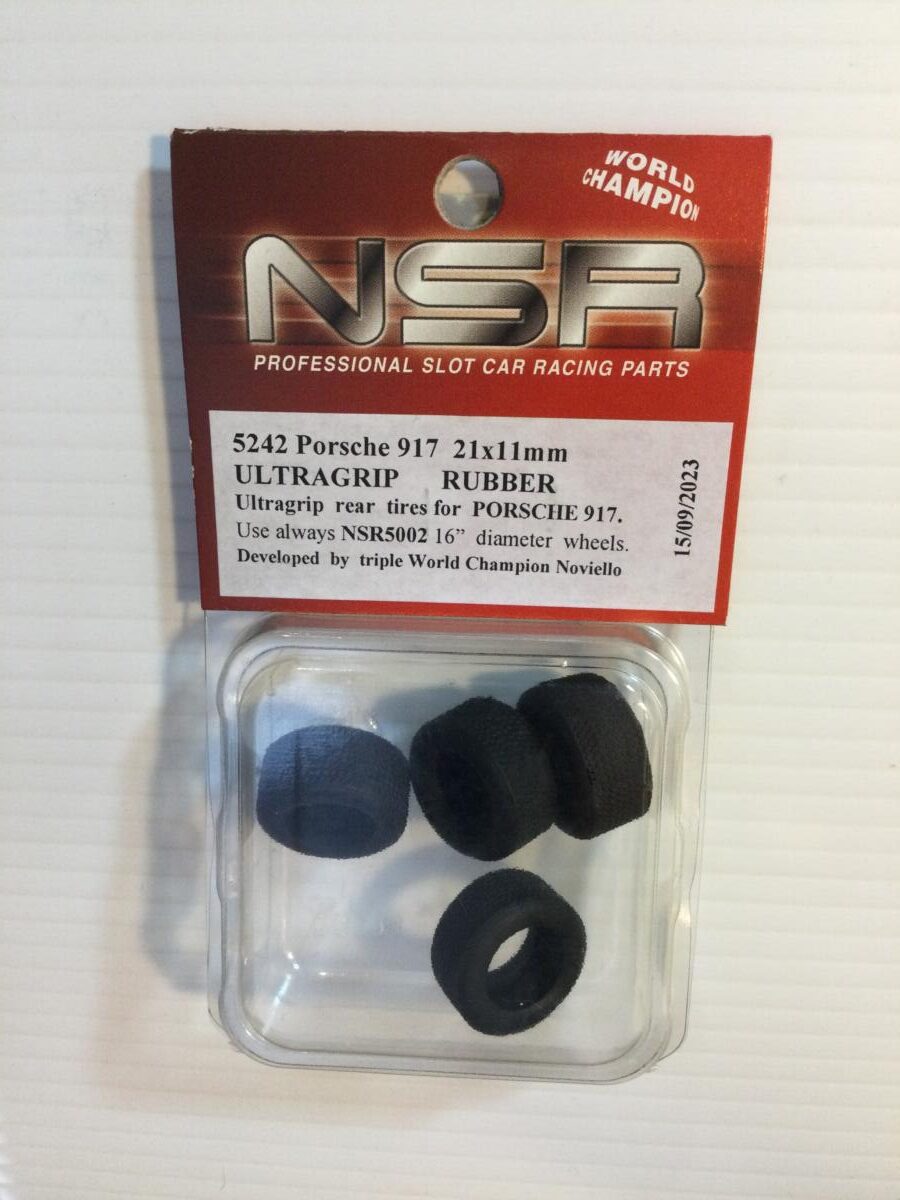 WORLD
CHAMPION
NSR
PROFESSIONAL SLOT CAR RACING PARTS
5242 Porsche 917 21x11mm
ULTRAGRIP RUBBER
Ultragrip rear tires for PORSCHE 917.
Use always NSR5002 16” diameter wheels.
Developed by triple World Champion Noviello
15/09/2023